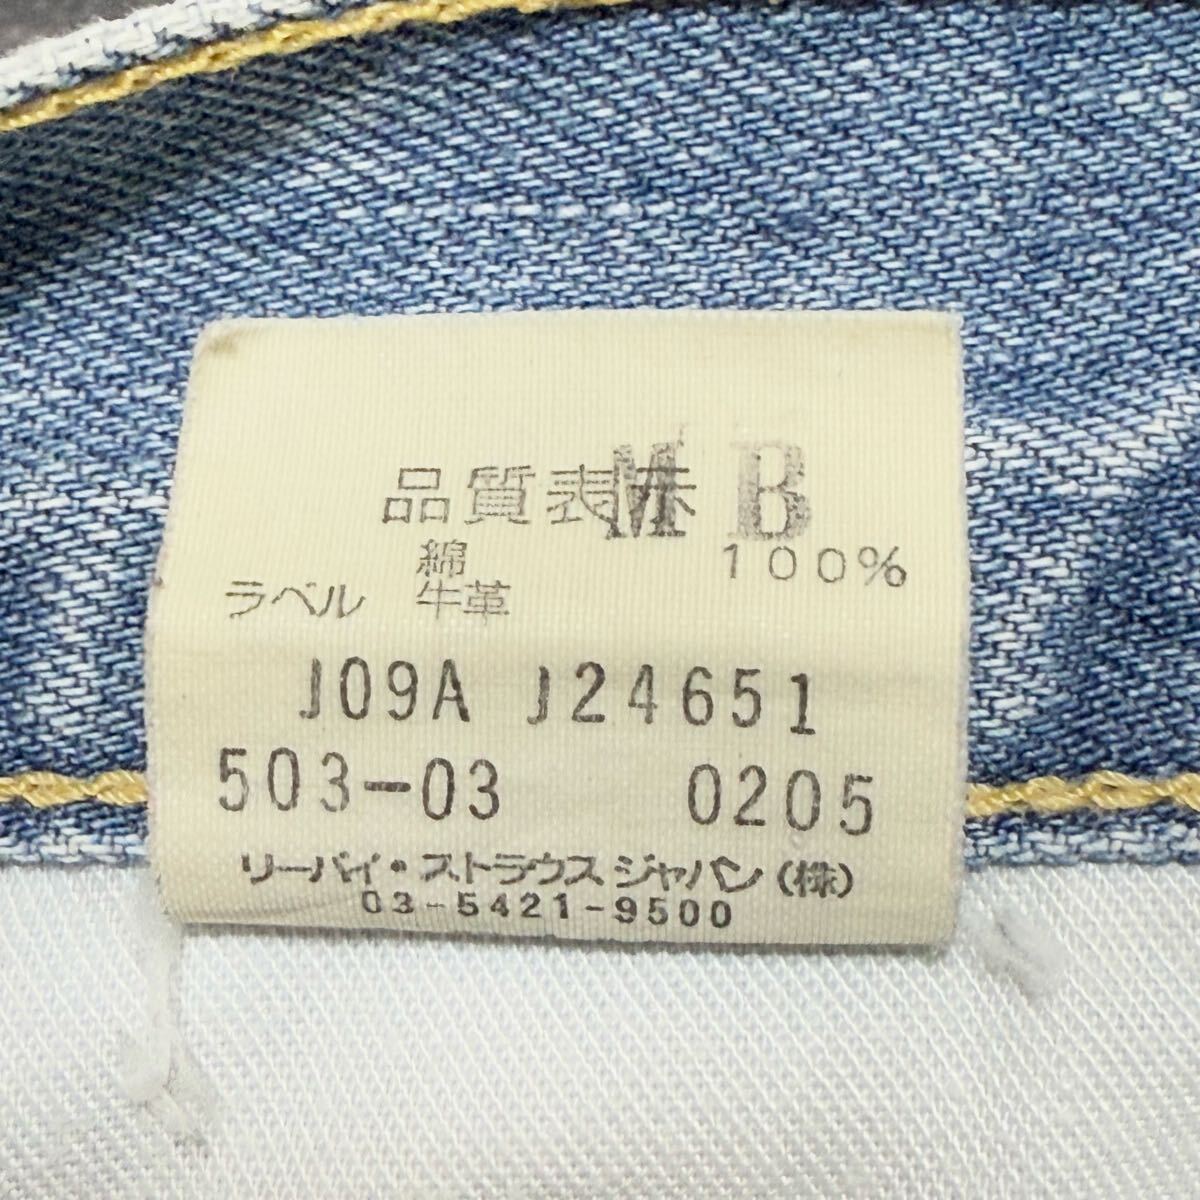 品質表示 MB
綿 100%
ラベル 牛革
J09A J24651
503-03 0205
リーバイ・ストラウスジャパン(株)
03-5421-9500